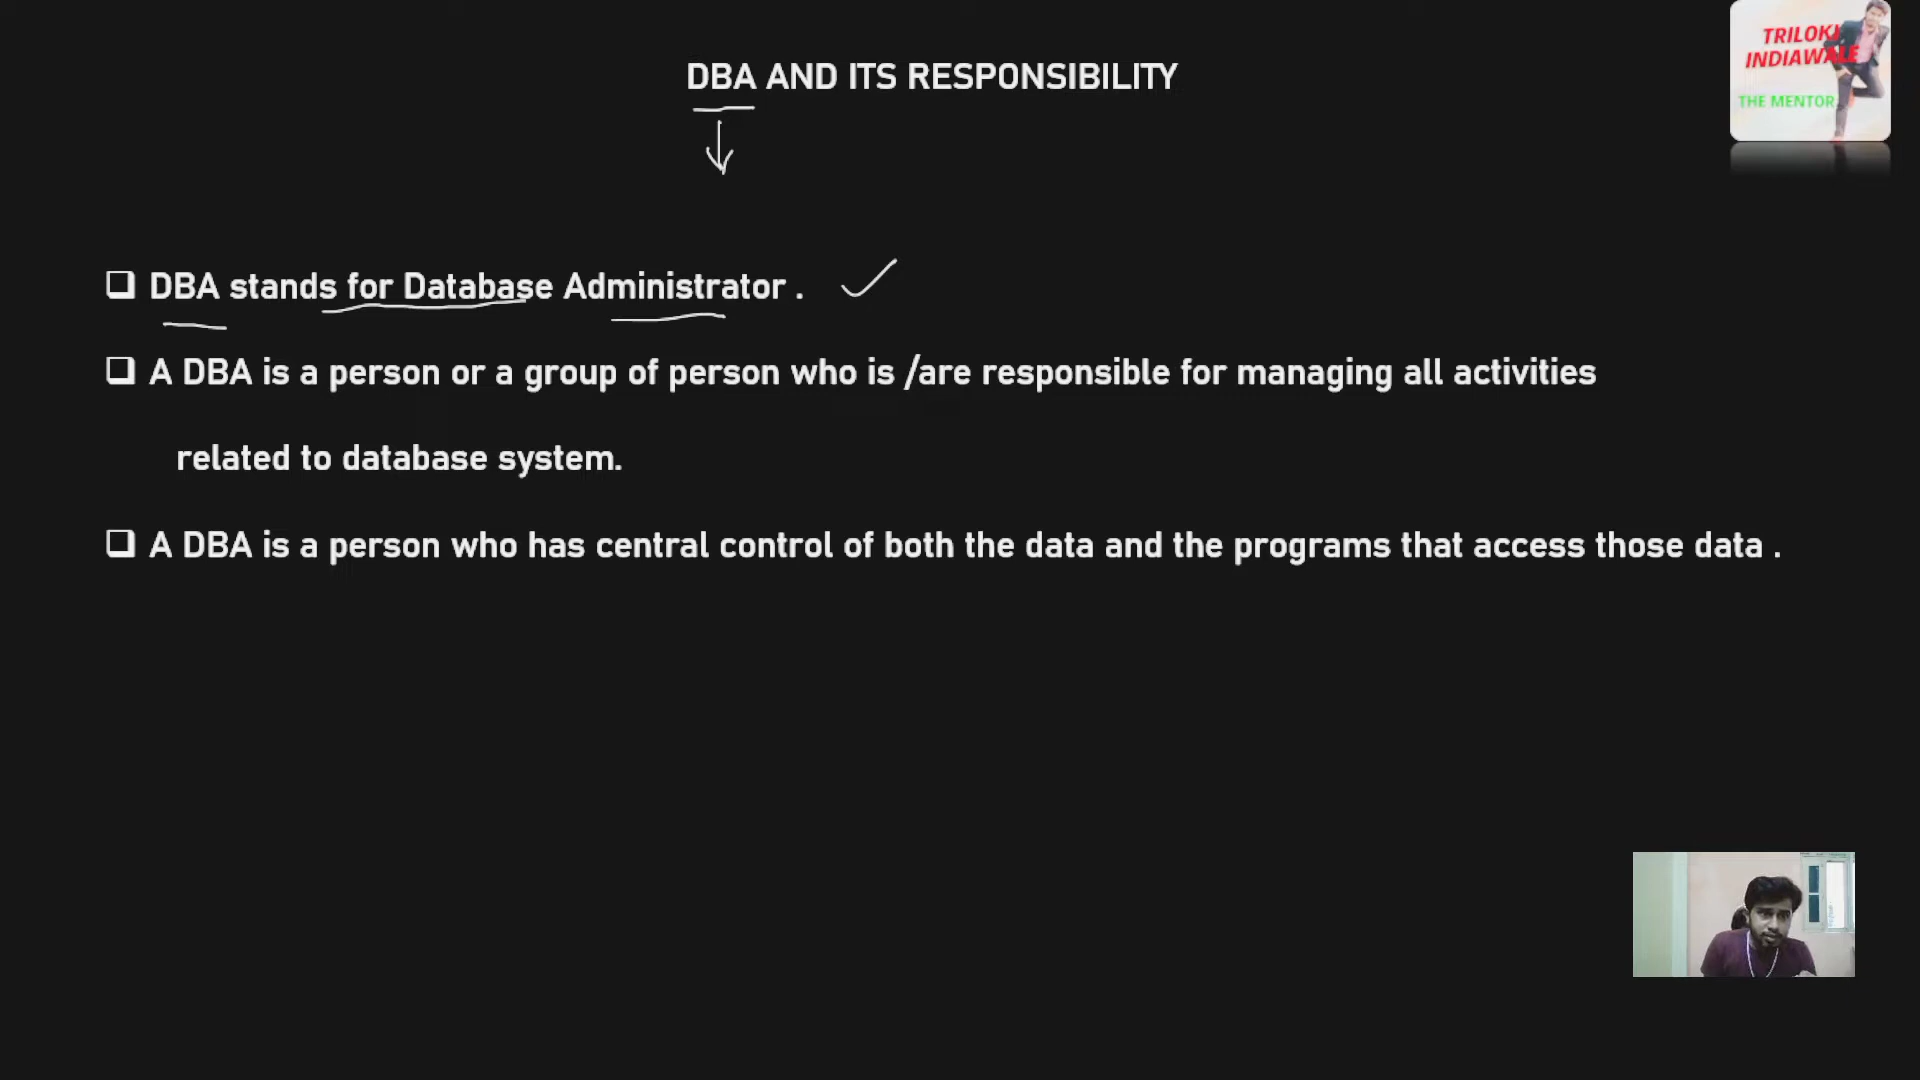 DBA AND ITS RESPONSIBILITY
TRILOKI
INDIAWALE
THE MENTOR
❑ DBA stands for Database Administrator .
❑ A DBA is a person or a group of person who is /are responsible for managing all activities
related to database system.
❑ A DBA is a person who has central control of both the data and the programs that access those data .